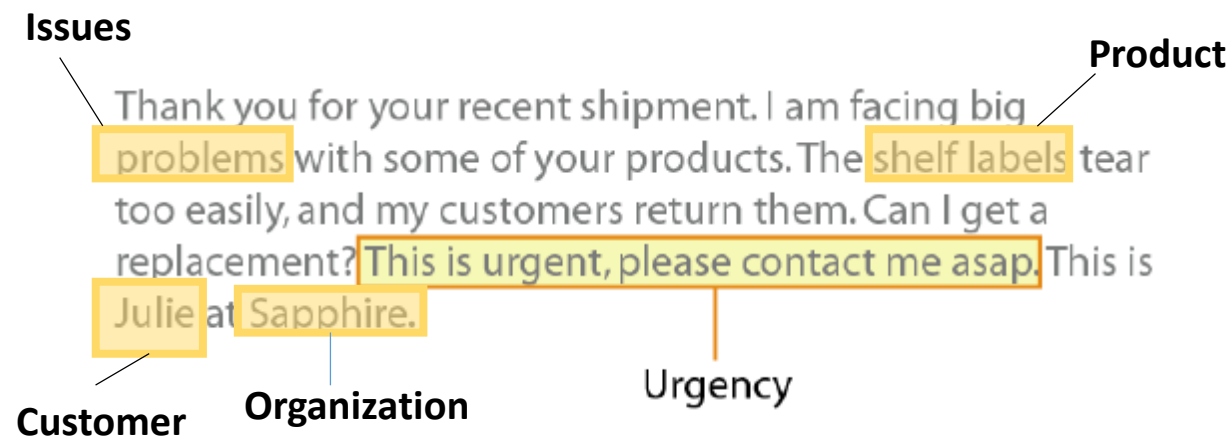 Issues
Product
Thank you for your recent shipment. I am facing big
problems with some of your products. The shelf labels tear
too easily, and my customers return them. Can I get a
replacement? This is urgent, please contact me asap. This is
Julie at Sapphire.
Urgency
Organization
Customer